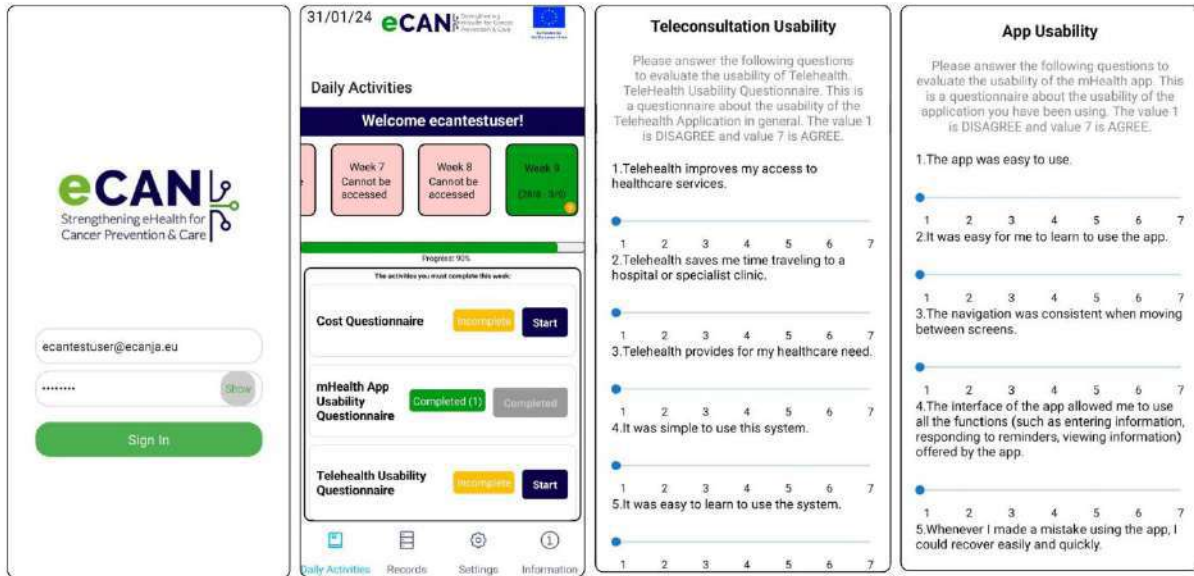 eCAN
Strengthening eHealth for
Cancer Prevention & Care
ecantestuser@ecanja.eu
••••••••
Show
Sign In
31/01/24
eCAN
Daily Activities
Welcome ecantestuser!
Week 7
Cannot be
accessed
Week 8
Cannot be
accessed
Week 9
Progress: 90%
The activities you must complete this week:
Cost Questionnaire
Incomplete
Start
mHealth App
Usability
Questionnaire
Completed (1)
Completed
Telehealth Usability
Questionnaire
Incomplete
Start
Daily Activities
Records
Settings
Information
Teleconsultation Usability
Please answer the following questions
to evaluate the usability of Telehealth.
TeleHealth Usability Questionnaire. This is
a questionnaire about the usability of the
Telehealth Application in general. The value 1
is DISAGREE and value 7 is AGREE.
1.Telehealth improves my access to
healthcare services.
1 2 3 4 5 6 7
2.Telehealth saves me time traveling to a
hospital or specialist clinic.
1 2 3 4 5 6 7
3.Telehealth provides for my healthcare need.
1 2 3 4 5 6 7
4.It was simple to use this system.
1 2 3 4 5 6 7
5.It was easy to learn to use the system.
1 2 3 4 5 6 7
App Usability
Please answer the following questions to
evaluate the usability of the mHealth app. This
is a questionnaire about the usability of the
application you have been using. The value 1
is DISAGREE and value 7 is AGREE.
1.The app was easy to use.
1 2 3 4 5 6 7
2.It was easy for me to learn to use the app.
1 2 3 4 5 6 7
3.The navigation was consistent when moving
between screens.
1 2 3 4 5 6 7
4.The interface of the app allowed me to use
all the functions (such as entering information,
responding to reminders, viewing information)
offered by the app.
1 2 3 4 5 6 7
5.Whenever I made a mistake using the app, I
could recover easily and quickly.